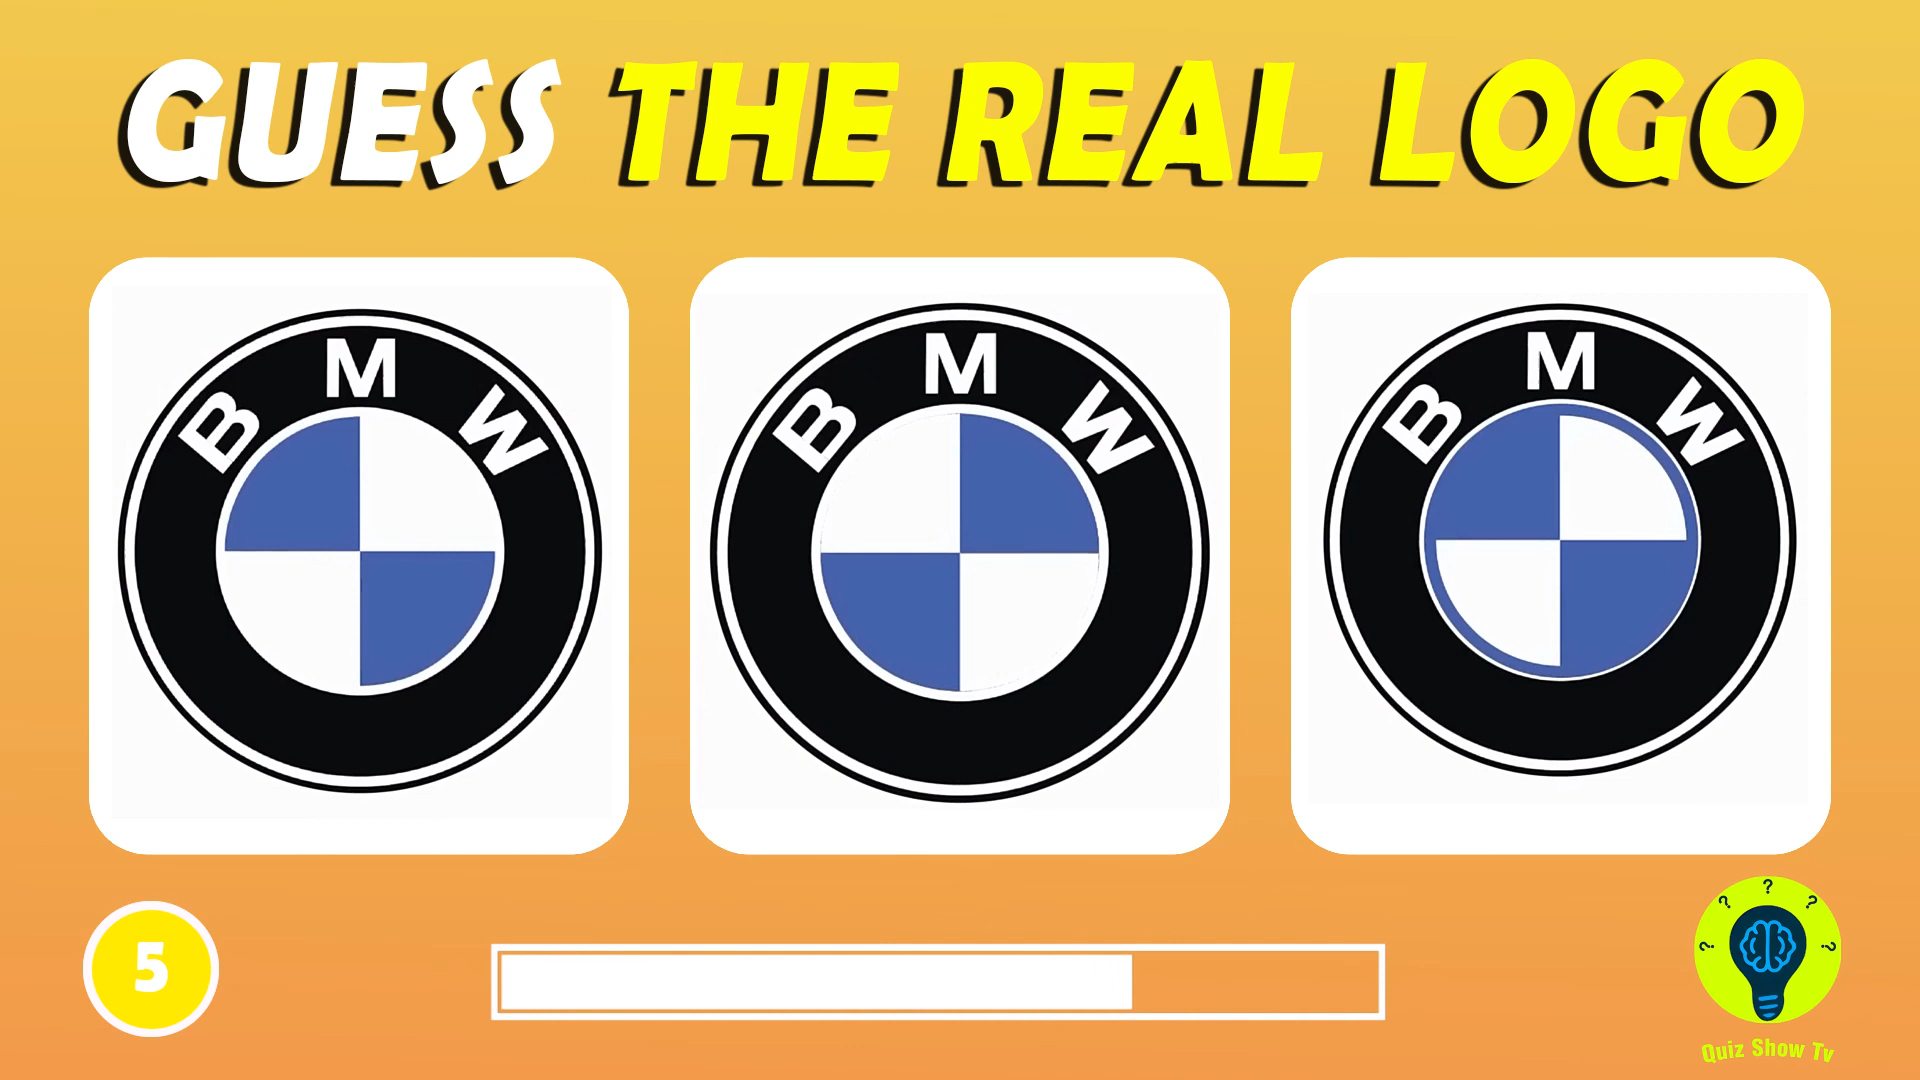 GUESS THE REAL LOGO
BMW
BMW
BMW
5
? ? ? ? ?
Quiz Show Tv